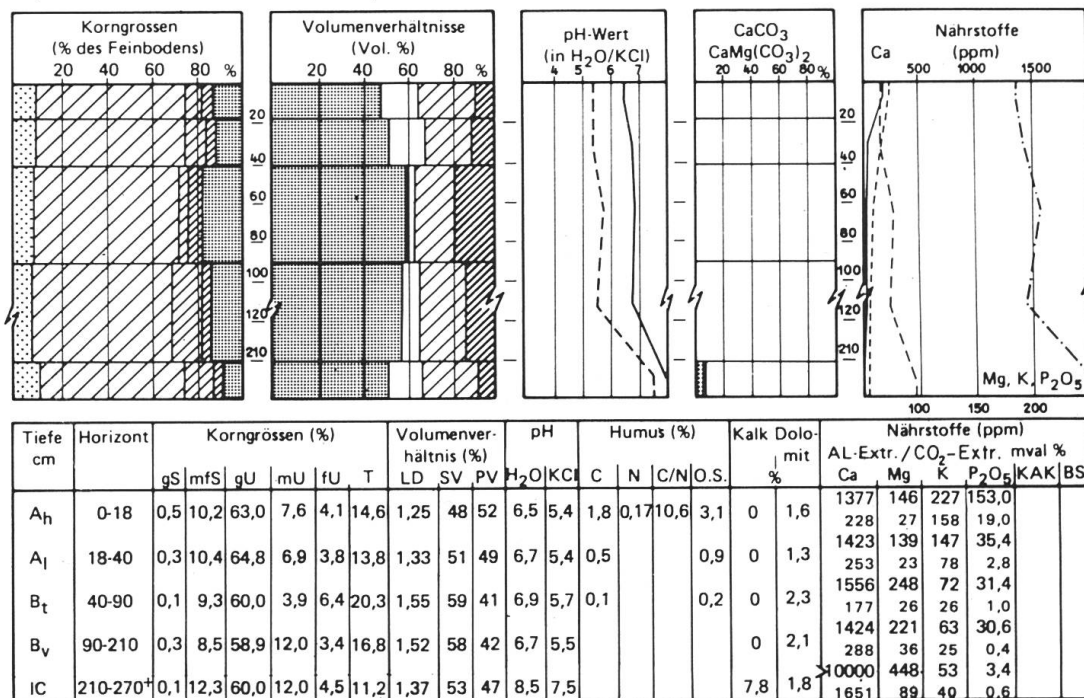 Korngrossen
(% des Feinbodens)
20 40 60 80 %
Volumenverhältnisse
(Vol. %)
20 40 60 80 %
pH-Wert
(in H₂O/KCl)
4 5 6 7
CaCO₃
CaMg(CO₃)₂
20 40 60 80 %
Nährstoffe
(ppm)
Ca 500 1000 1500
20 20
40 40
60 60
80 80
100 100
120 120
210 210
Mg, K, P₂O₅
100 150 200
Tiefe cm Horizont Korngrössen (%) Volumenverhältnis (%) pH Humus (%) Kalk Dolomit % Nährstoffe (ppm)
AL-Extr./CO₂-Extr. mval %
gS mfS gU mU fU T LD SV PV H₂O KCl C N C/N O.S. Ca Mg K P₂O₅ KAK BS
1377 146 227 153,0
Aₕ 0-18 0,5 10,2 63,0 7,6 4,1 14,6 1,25 48 52 6,5 5,4 1,8 0,17 10,6 3,1 0 1,6
228 27 158 19,0
1423 139 147 35,4
Aₗ 18-40 0,3 10,4 64,8 6,9 3,8 13,8 1,33 51 49 6,7 5,4 0,5 0,9 0 1,3
253 23 78 2,8
1556 248 72 31,4
Bₜ 40-90 0,1 9,3 60,0 3,9 6,4 20,3 1,55 59 41 6,9 5,7 0,1 0,2 0 2,3
177 26 26 1,0
1424 221 63 30,6
Bᵥ 90-210 0,3 8,5 58,9 12,0 3,4 16,8 1,52 58 42 6,7 5,5 0 2,1
288 36 25 0,4
>10000 448 53 3,4
IC 210-270⁺ 0,1 12,3 60,0 12,0 4,5 11,2 1,37 53 47 8,5 7,5 7,8 1,8
1651 89 40 0,6